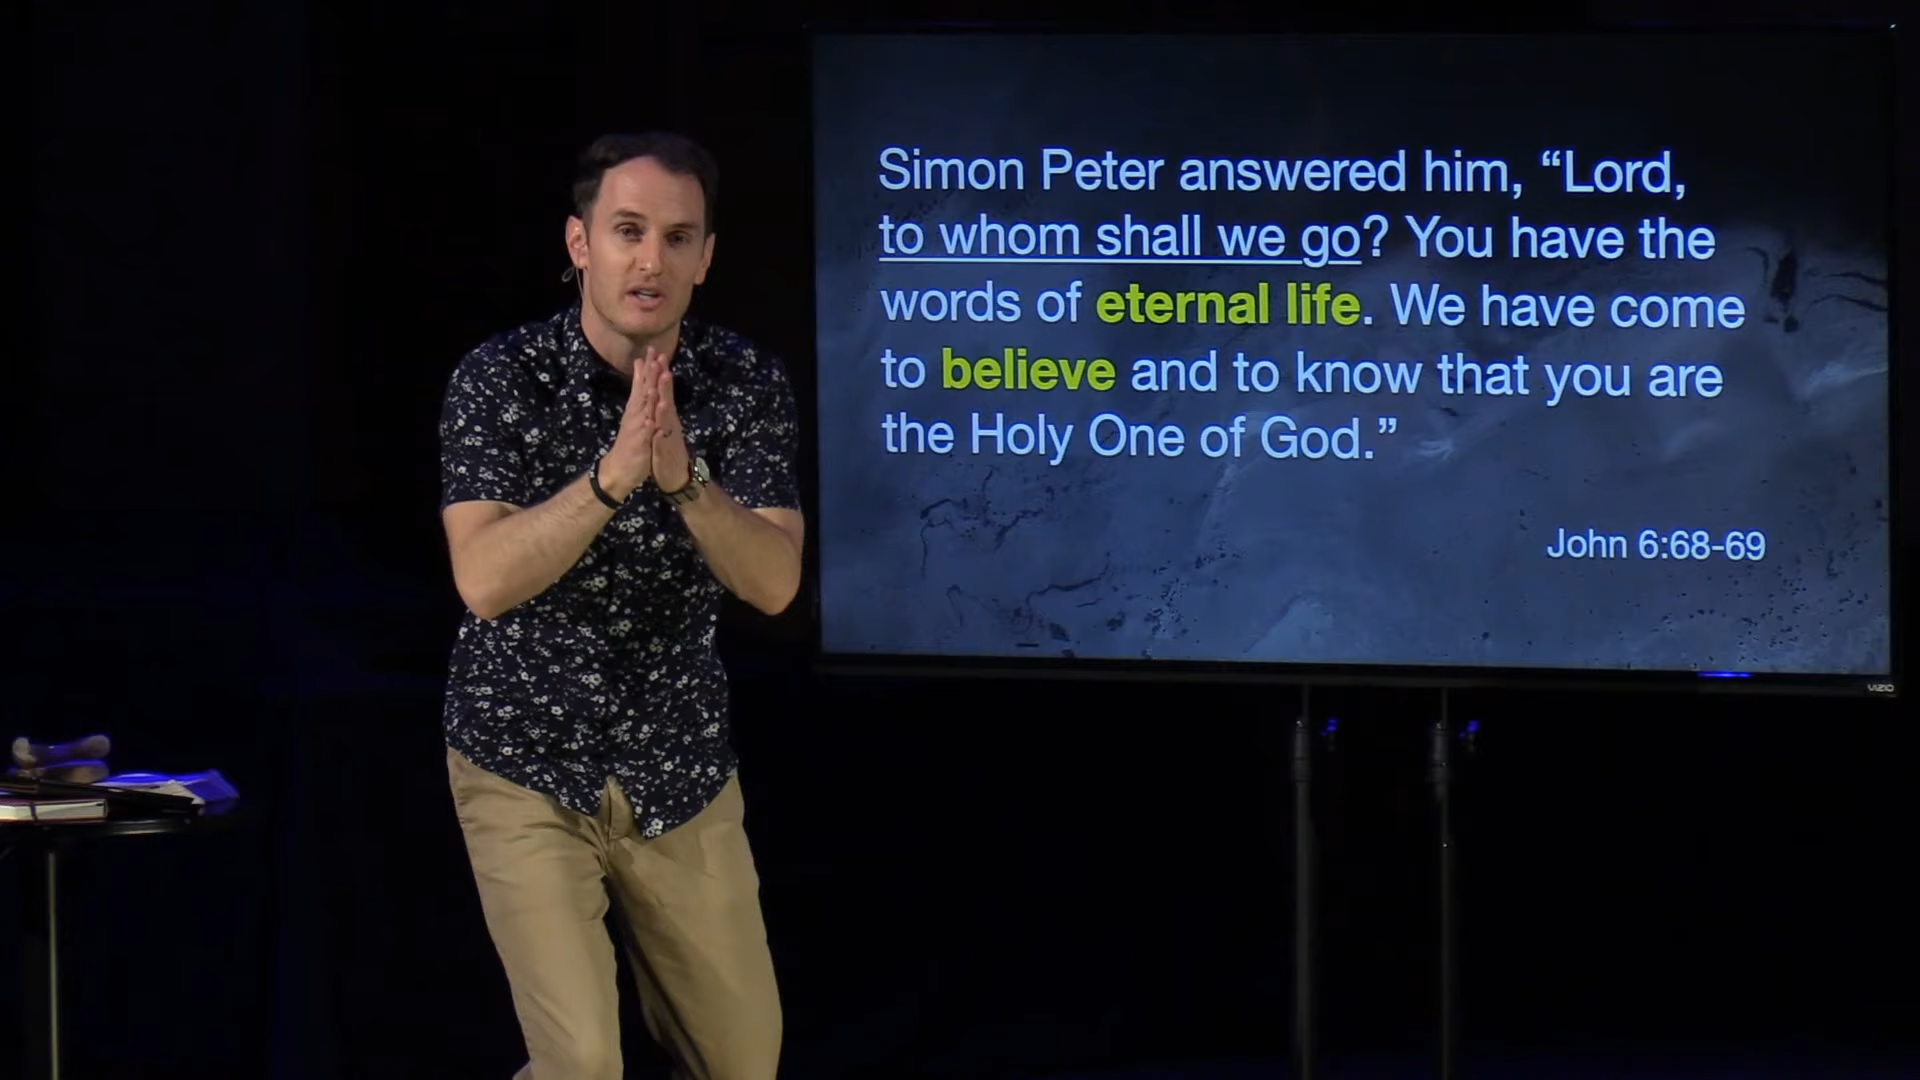 Simon Peter answered him, “Lord,
to whom shall we go? You have the
words of eternal life. We have come
to believe and to know that you are
the Holy One of God.”
John 6:68-69
VIZIO